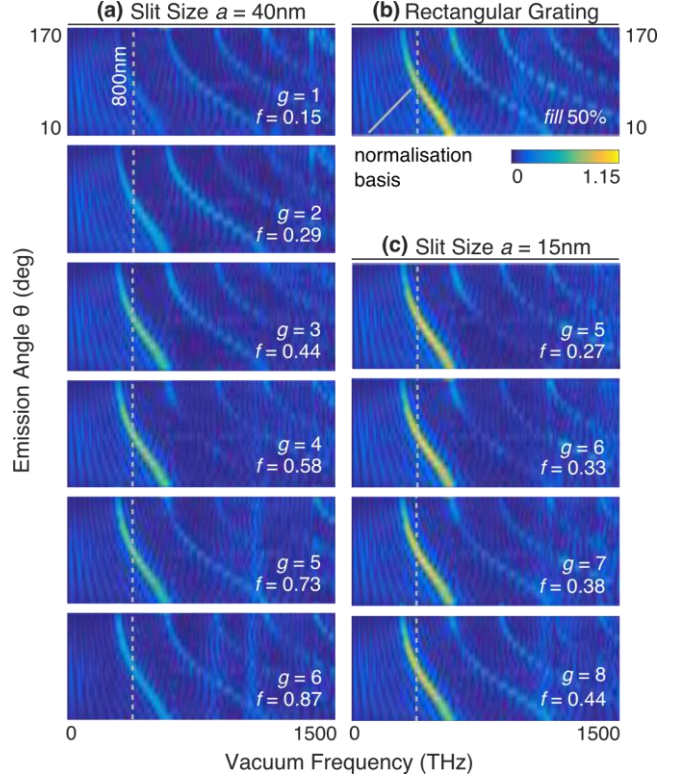 (a) Slit Size a = 40nm
170
800nm
g = 1
f = 0.15
10
g = 2
f = 0.29
g = 3
f = 0.44
g = 4
f = 0.58
g = 5
f = 0.73
g = 6
f = 0.87
0
1500
(b) Rectangular Grating
170
fill 50%
10
normalisation
basis
0
1.15
(c) Slit Size a = 15nm
g = 5
f = 0.27
g = 6
f = 0.33
g = 7
f = 0.38
g = 8
f = 0.44
0
1500
Emission Angle θ (deg)
Vacuum Frequency (THz)